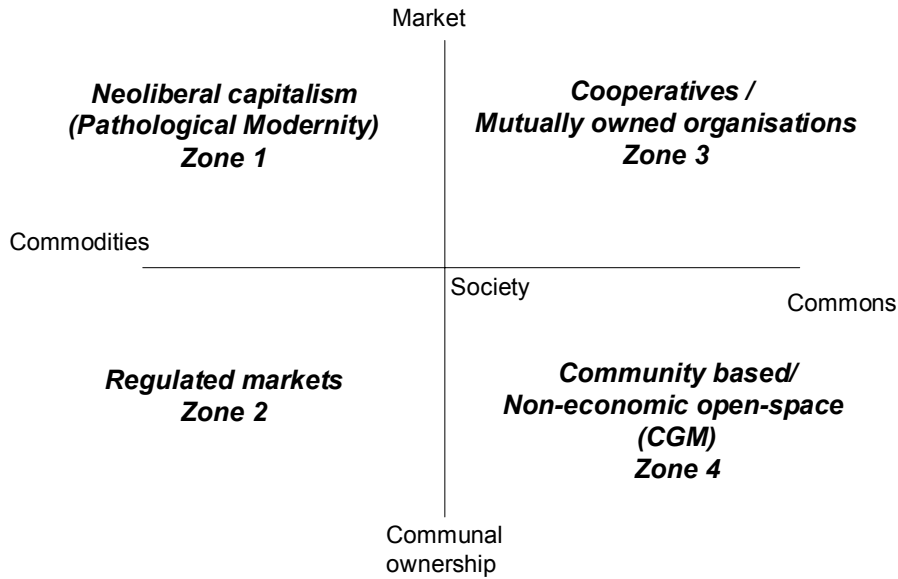 Market
Neoliberal capitalism
(Pathological Modernity)
Zone 1
Cooperatives /
Mutually owned organisations
Zone 3
Commodities
Society
Commons
Regulated markets
Zone 2
Community based/
Non-economic open-space
(CGM)
Zone 4
Communal
ownership